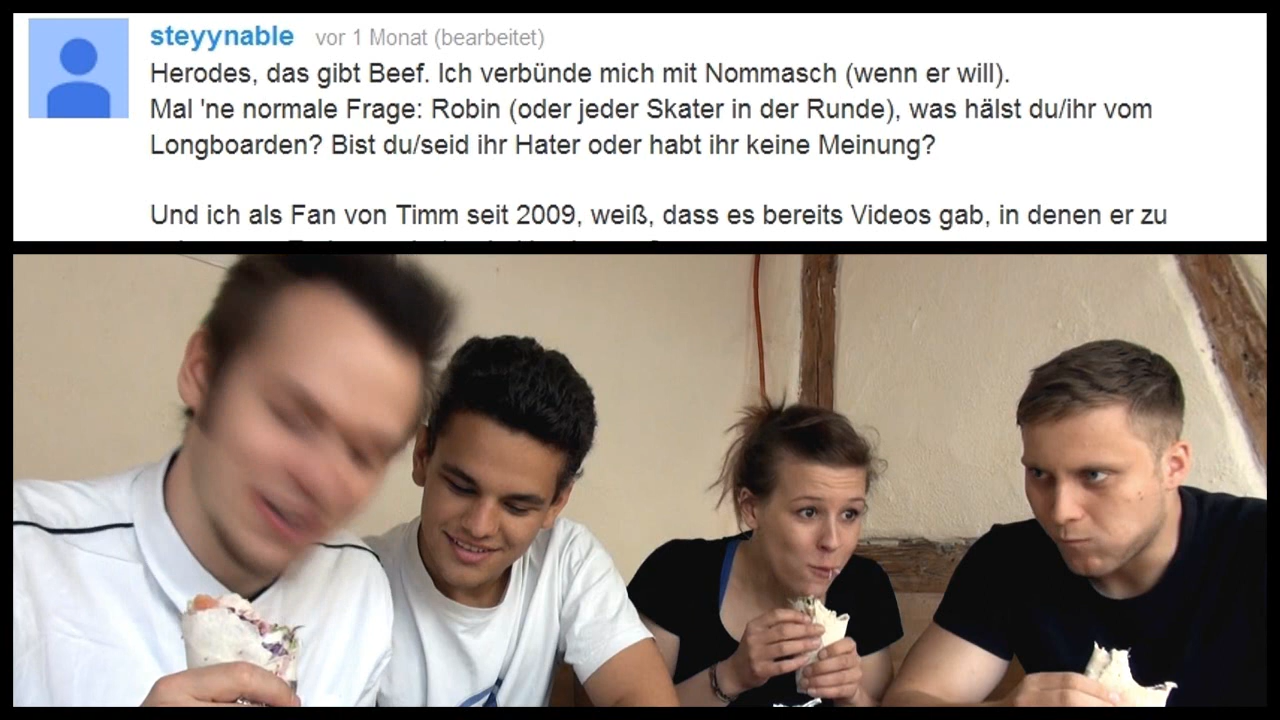 steyynable vor 1 Monat (bearbeitet)
Herodes, das gibt Beef. Ich verbünde mich mit Nommasch (wenn er will).
Mal 'ne normale Frage: Robin (oder jeder Skater in der Runde), was hälst du/ihr vom
Longboarden? Bist du/seid ihr Hater oder habt ihr keine Meinung?
Und ich als Fan von Timm seit 2009, weiß, dass es bereits Videos gab, in denen er zu